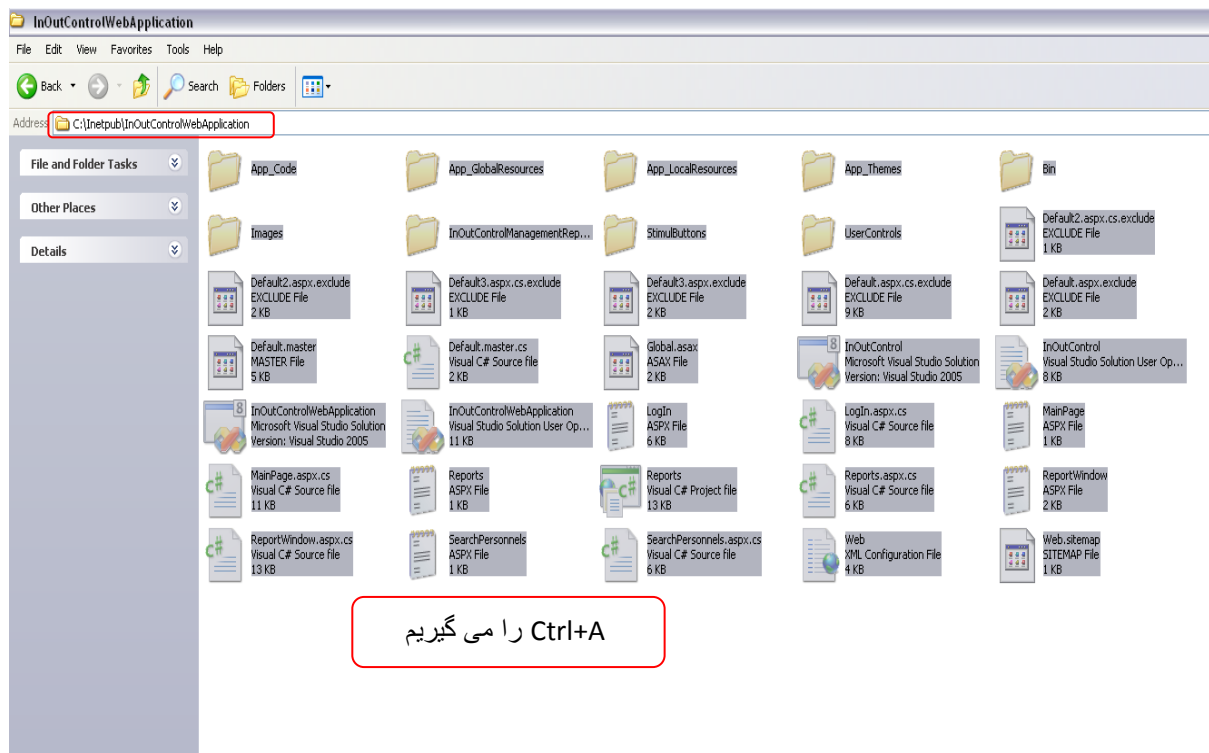 InOutControlWebApplication
File Edit View Favorites Tools Help
Back Search Folders
Address C:\Inetpub\InOutControlWebApplication
File and Folder Tasks
Other Places
Details
App_Code
App_GlobalResources
App_LocalResources
App_Themes
Bin
Images
InOutControlManagementRep...
StimulButtons
UserControls
Default2.aspx.cs.exclude
EXCLUDE File
1 KB
Default2.aspx.exclude
EXCLUDE File
2 KB
Default3.aspx.cs.exclude
EXCLUDE File
1 KB
Default3.aspx.exclude
EXCLUDE File
2 KB
Default.aspx.cs.exclude
EXCLUDE File
9 KB
Default.aspx.exclude
EXCLUDE File
2 KB
Default.master
MASTER File
5 KB
Default.master.cs
Visual C# Source file
2 KB
Global.asax
ASAX File
2 KB
InOutControl
Microsoft Visual Studio Solution
Version: Visual Studio 2005
InOutControl
Visual Studio Solution User Op...
8 KB
InOutControlWebApplication
Microsoft Visual Studio Solution
Version: Visual Studio 2005
InOutControlWebApplication
Visual Studio Solution User Op...
11 KB
LogIn
ASPX File
6 KB
LogIn.aspx.cs
Visual C# Source file
8 KB
MainPage
ASPX File
1 KB
MainPage.aspx.cs
Visual C# Source file
11 KB
Reports
ASPX File
1 KB
Reports
Visual C# Project file
13 KB
Reports.aspx.cs
Visual C# Source file
6 KB
ReportWindow
ASPX File
2 KB
ReportWindow.aspx.cs
Visual C# Source file
13 KB
SearchPersonnels
ASPX File
1 KB
SearchPersonnels.aspx.cs
Visual C# Source file
6 KB
Web
XML Configuration File
4 KB
Web.sitemap
SITEMAP File
1 KB
Ctrl+A را می گیریم